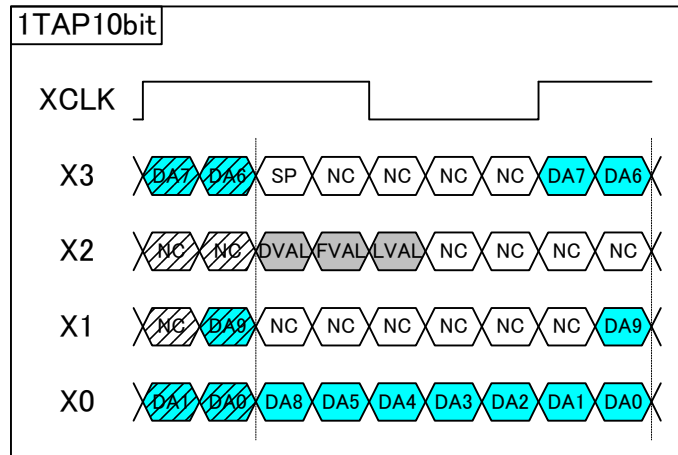 1TAP10bit
XCLK
X3 DA7 DA6 SP NC NC NC NC DA7 DA6
X2 NC NC DVAL FVAL LVAL NC NC NC NC
X1 NC DA9 NC NC NC NC NC NC DA9
X0 DA1 DA0 DA8 DA5 DA4 DA3 DA2 DA1 DA0